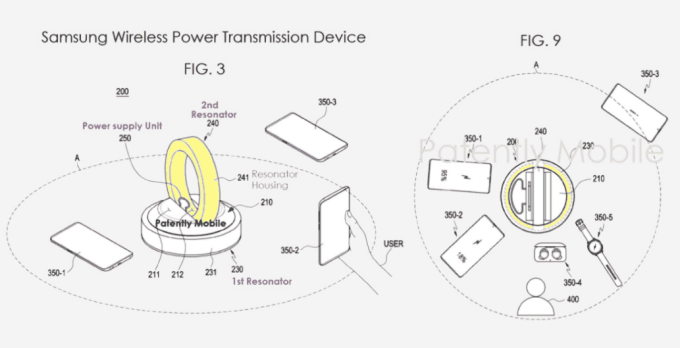 Samsung Wireless Power Transmission Device
FIG. 3
200
2nd
Resonator
240
Power supply Unit
250
350-3
A
241
Resonator
Housing
210
Patently Mobile
350-1
211
212
231
230
1st Resonator
350-2
USER
FIG. 9
A
350-3
240
350-1
230
Patently Mobile
210
350-2
350-5
350-4
400